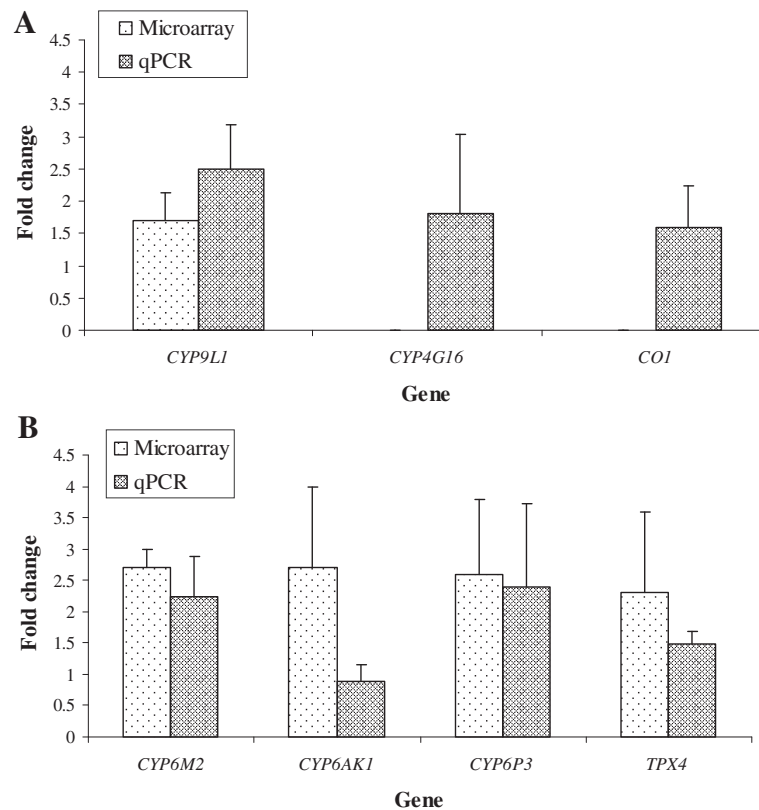 A
Microarray
qPCR
4.5
4
3.5
3
2.5
2
1.5
1
0.5
0
Fold change
CYP9L1 CYP4G16 CO1
Gene
B
Microarray
qPCR
4.5
4
3.5
3
2.5
2
1.5
1
0.5
0
Fold change
CYP6M2 CYP6AK1 CYP6P3 TPX4
Gene